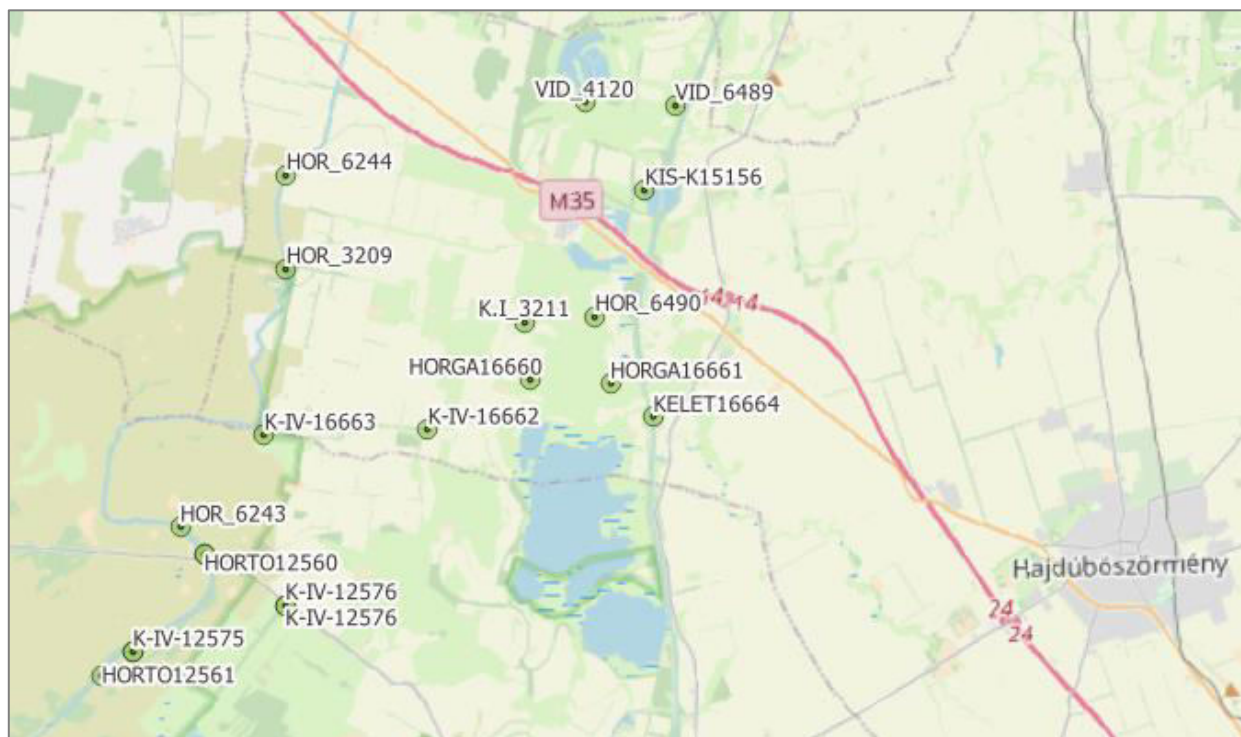 VID_4120
VID_6489
HOR_6244
KIS-K15156
M35
HOR_3209
K.I_3211
HOR_6490
HORGA16660
HORGA16661
K-IV-16663
K-IV-16662
KELET16664
HOR_6243
HORTO12560
Hajdúböszörmény
K-IV-12576
K-IV-12576
24
24
K-IV-12575
HORTO12561